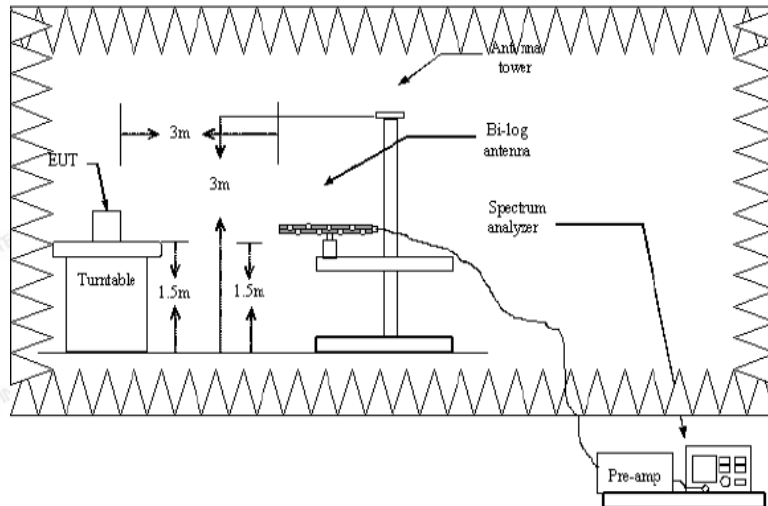 Antenna
tower
3m
Bi-log
antenna
EUT
3m
Spectrum
analyzer
Turntable
1.5m
1.5m
Pre-amp